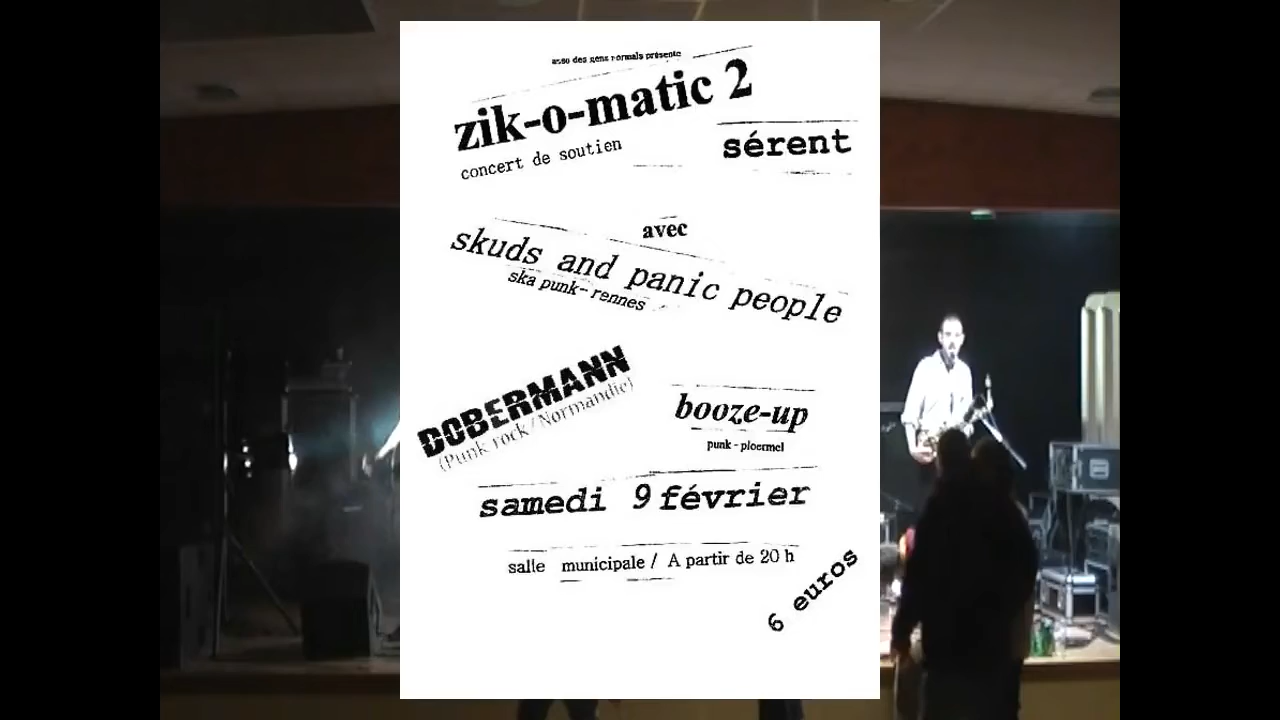 asso des gens normals présente
zik-o-matic 2
concert de soutien
sérent
avec
skuds and panic people
ska punk- rennes
DOBERMANN
(Punk rock/Normandie)
booze-up
punk - ploermel
samedi 9 février
salle municipale / A partir de 20 h
6 euros